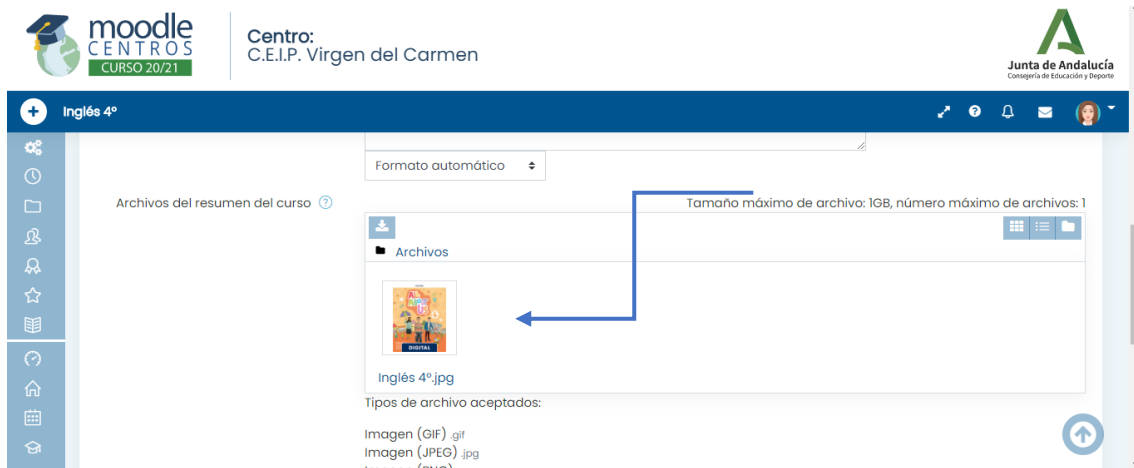 moodle
CENTROS
CURSO 20/21
Centro:
C.E.I.P. Virgen del Carmen
Junta de Andalucía
Consejería de Educación y Deporte
Inglés 4º
Formato automático
Archivos del resumen del curso
Tamaño máximo de archivo: 1GB, número máximo de archivos: 1
Archivos
DIGITAL
Inglés 4º.jpg
Tipos de archivo aceptados:
Imagen (GIF) .gif
Imagen (JPEG) .jpg